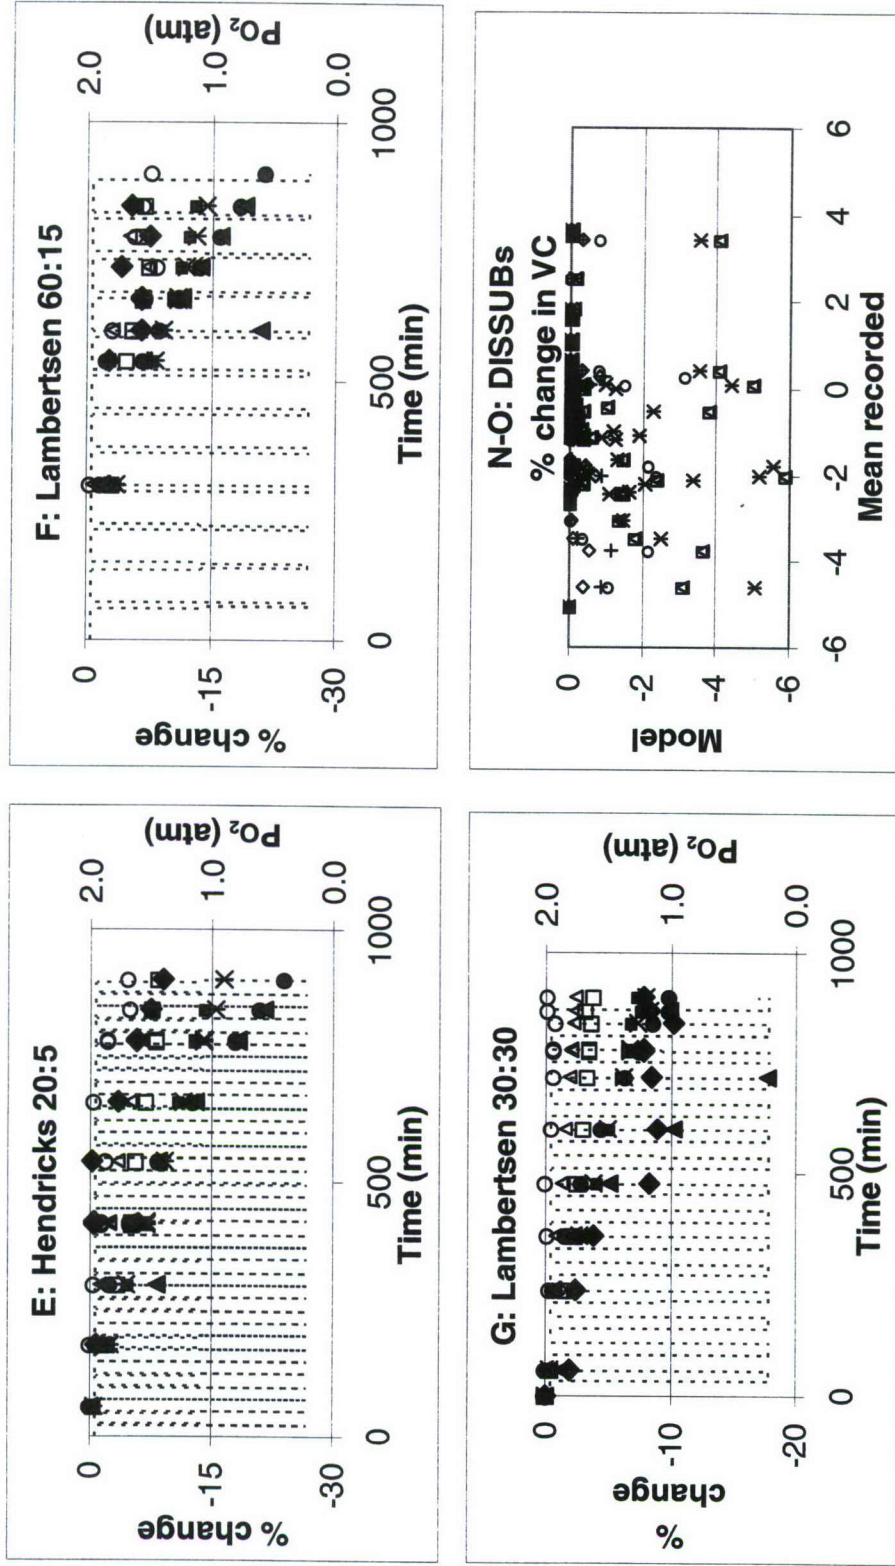 E: Hendricks 20:5
0
-15
-30
% change
2.0
1.0
0.0
PO₂ (atm)
0
500
1000
Time (min)
F: Lambertsen 60:15
0
-15
-30
% change
2.0
1.0
0.0
PO₂ (atm)
0
500
1000
Time (min)
G: Lambertsen 30:30
0
-10
-20
% change
2.0
1.0
0.0
PO₂ (atm)
0
500
1000
Time (min)
N-O: DISSUBs
% change in VC
0
-2
-4
-6
Model
-6
-4
-2
0
2
4
6
Mean recorded